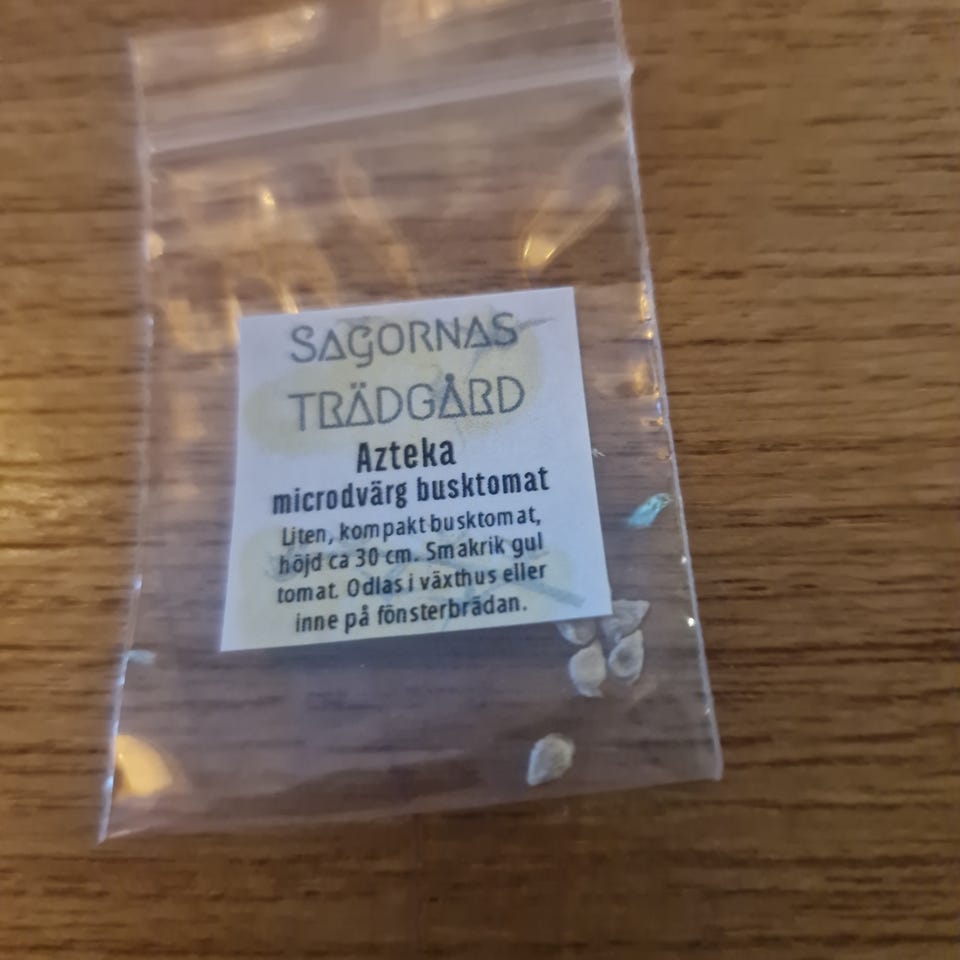 SAGORNAS
TRÄDGÅRD
Azteka
microdvärg busktomat
Liten, kompakt busktomat,
höjd ca 30 cm. Smakrik gul
tomat. Odlas i växthus eller
inne på fönsterbrädan.